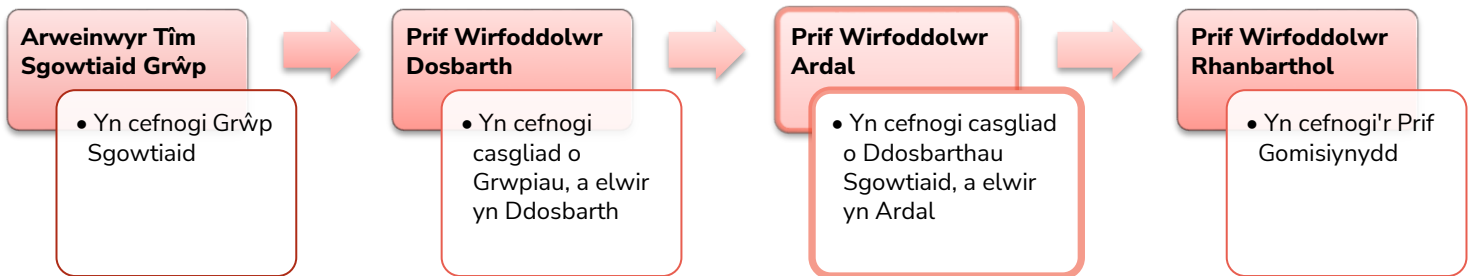 Arweinwyr Tîm
Sgowtiaid Grŵp
• Yn cefnogi Grŵp
Sgowtiaid
Prif Wirfoddolwr
Dosbarth
• Yn cefnogi
casgliad o
Grwpiau, a elwir
yn Ddosbarth
Prif Wirfoddolwr
Ardal
• Yn cefnogi casgliad
o Ddosbarthau
Sgowtiaid, a elwir
yn Ardal
Prif Wirfoddolwr
Rhanbarthol
• Yn cefnogi'r Prif
Gomisiynydd